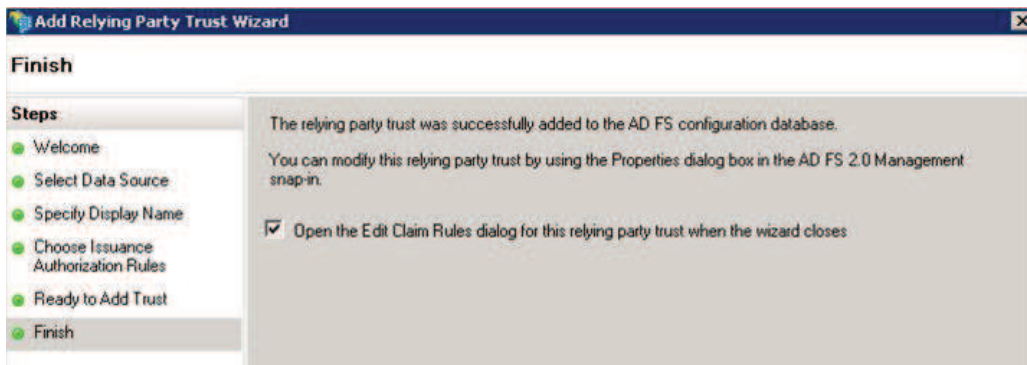 Add Relying Party Trust Wizard
Finish
Steps
Welcome
Select Data Source
Specify Display Name
Choose Issuance
Authorization Rules
Ready to Add Trust
Finish
The relying party trust was successfully added to the AD FS configuration database.
You can modify this relying party trust by using the Properties dialog box in the AD FS 2.0 Management
snap-in.
Open the Edit Claim Rules dialog for this relying party trust when the wizard closes